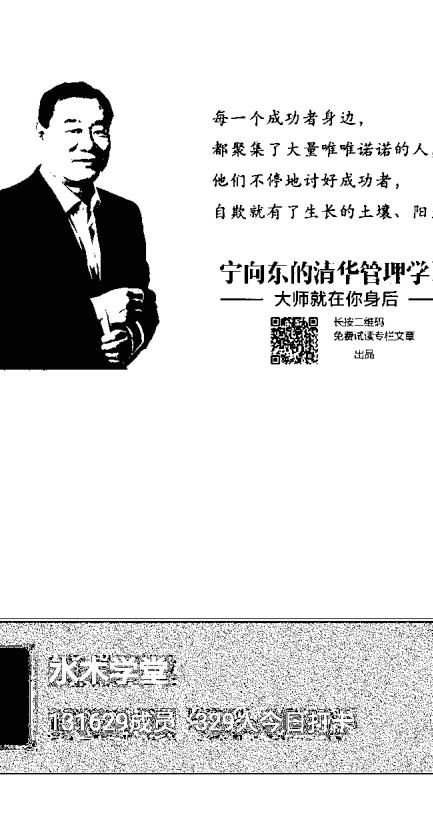 每一个成功者身边，
都聚集了大量唯唯诺诺的人，
他们不停地讨好成功者，
自欺就有了生长的土壤、阳
宁向东的清华管理学
大师就在你身后
长按二维码
免费试读专栏文章
出品
水木学堂
131629成员 · 329人今日打卡